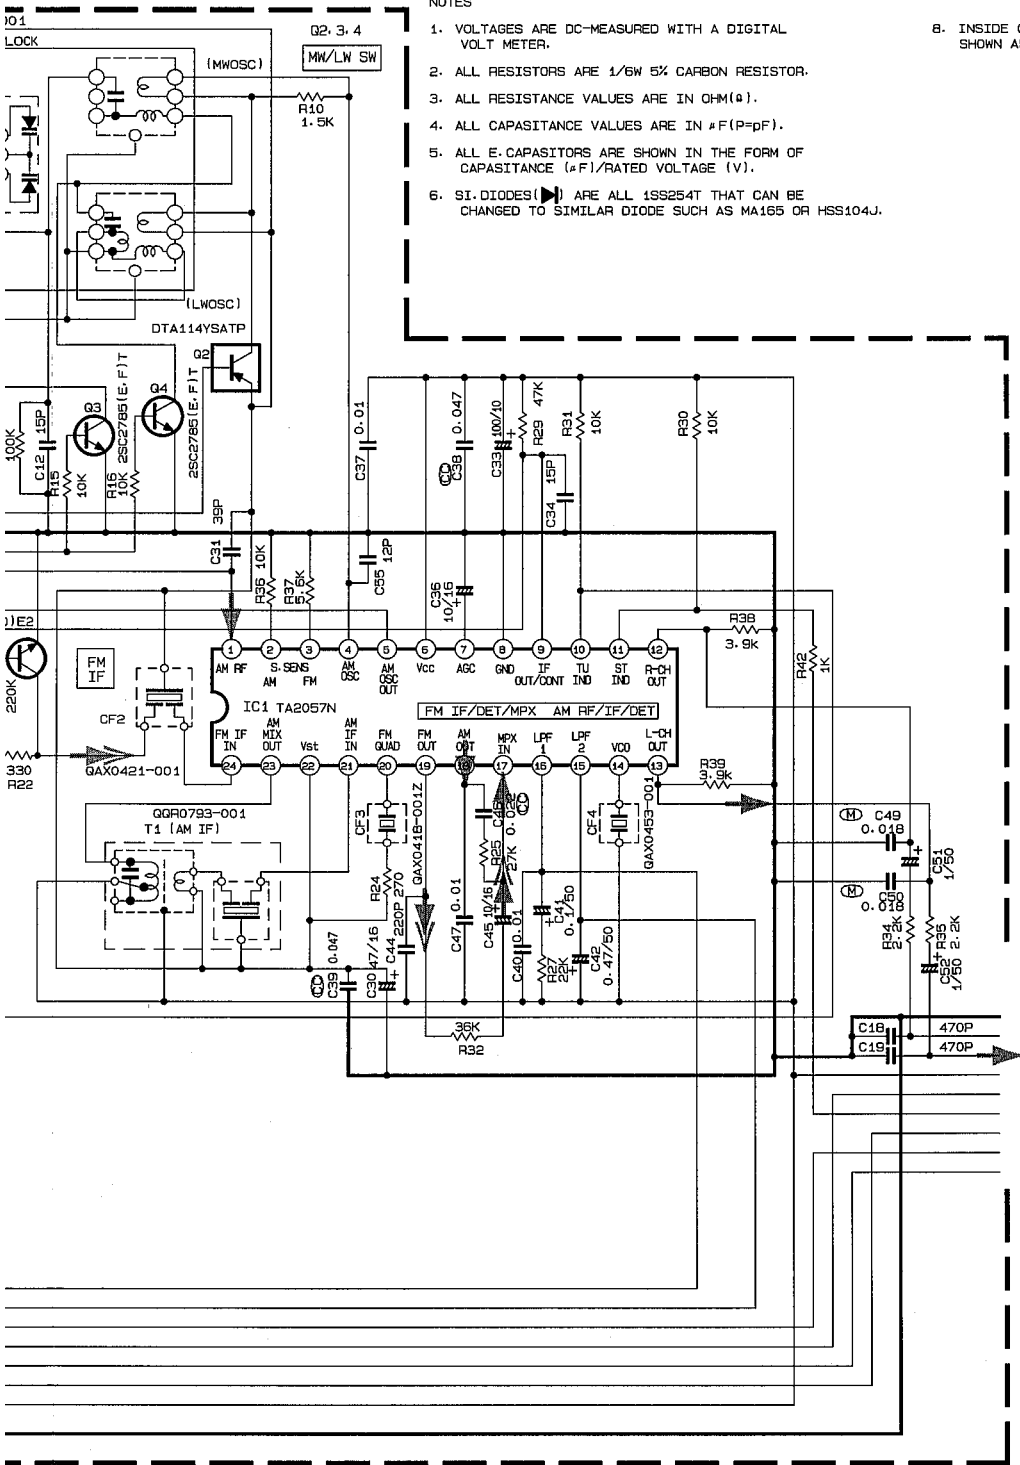 NOTES
1. VOLTAGES ARE DC-MEASURED WITH A DIGITAL
VOLT METER.
2. ALL RESISTORS ARE 1/6W 5% CARBON RESISTOR.
3. ALL RESISTANCE VALUES ARE IN OHM(Ω).
4. ALL CAPASITANCE VALUES ARE IN μF(P=pF).
5. ALL E.CAPASITORS ARE SHOWN IN THE FORM OF
CAPASITANCE (μF)/RATED VOLTAGE (V).
6. SI.DIODES( ) ARE ALL 1SS254T THAT CAN BE
CHANGED TO SIMILAR DIODE SUCH AS MA165 OR HSS104J.
8. INSIDE
SHOWN
001
LOCK
Q2,3,4
MW/LW SW
(MWOSC)
R10
1.5K
(LWOSC)
DTA114YSATP
Q2
Q3
Q4
2SC2785(E,F)T
2SC2785(E,F)T
100K
C12 15P
R15
10K
R16
10K
C37 0.01
C38 0.047
CC
C33 100/10
R29 47K
R31
10K
R30
10K
C34 15P
C31 39P
R36 10K
R37
5.6K
C55 12P
C36
10/16
R38
3.9K
R42
1K
)E2
220K
FM
IF
CF2
QAX0421-001
330
R22
1 2 3 4 5 6 7 8 9 10 11 12
AM RF
S.SENS
AM
FM
AM
OSC
AM
OSC
OUT
Vcc
AGC
GND
IF
OUT/CONT
TU
IND
ST
IND
R-CH
OUT
IC1 TA2057N
FM IF/DET/MPX AM RF/IF/DET
FM IF
IN
AM
MIX
OUT
Vst
AM
IF
IN
FM
QUAD
FM
OUT
AM
OUT
MPX
IN
LPF
1
LPF
2
VCO
L-CH
OUT
24 23 22 21 20 19 18 17 16 15 14 13
R39
3.9K
QQR0793-001
T1 (AM IF)
CF3
QAX0418-001Z
R24
270
C46
0.022
CC
R25
27K
CF4
QAX0453-001
C44
220P
C47 0.01
C45 10/16
C40 0.01
C41
0.1/50
R27
22K
C42
0.47/50
CC
C39 0.047
C30 47/16
36K
R32
M C49
0.018
M C50
0.018
C51
1/50
R34
2.2K
R35
2.2K
C52
1/50
C18 470P
C19 470P